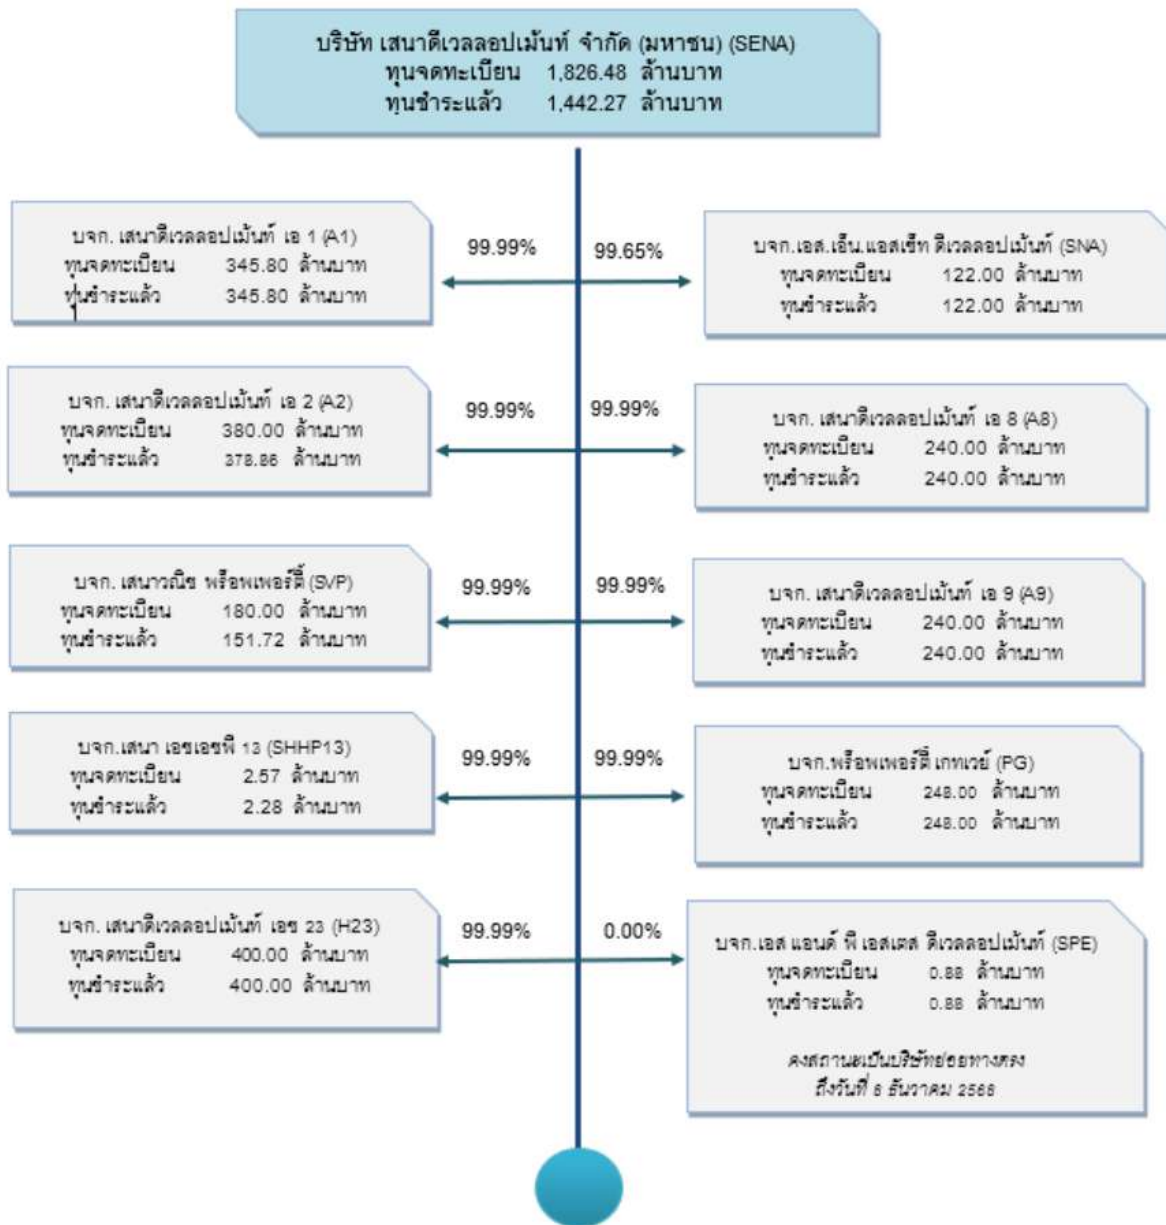 บริษัท เสนาดีเวลลอปเม้นท์ จำกัด (มหาชน) (SENA)
ทุนจดทะเบียน 1,826.48 ล้านบาท
ทุนชำระแล้ว 1,442.27 ล้านบาท
บจก. เสนาดีเวลลอปเม้นท์ เอ 1 (A1)
ทุนจดทะเบียน 345.80 ล้านบาท
ทุนชำระแล้ว 345.80 ล้านบาท
99.99%
99.65%
บจก.เอส.เอ็น.แอสเซ็ท ดีเวลลอปเม้นท์ (SNA)
ทุนจดทะเบียน 122.00 ล้านบาท
ทุนชำระแล้ว 122.00 ล้านบาท
บจก. เสนาดีเวลลอปเม้นท์ เอ 2 (A2)
ทุนจดทะเบียน 380.00 ล้านบาท
ทุนชำระแล้ว 378.86 ล้านบาท
99.99%
99.99%
บจก. เสนาดีเวลลอปเม้นท์ เอ 8 (A8)
ทุนจดทะเบียน 240.00 ล้านบาท
ทุนชำระแล้ว 240.00 ล้านบาท
บจก. เสนาวณิช พร็อพเพอร์ตี้ (SVP)
ทุนจดทะเบียน 180.00 ล้านบาท
ทุนชำระแล้ว 151.72 ล้านบาท
99.99%
99.99%
บจก. เสนาดีเวลลอปเม้นท์ เอ 9 (A9)
ทุนจดทะเบียน 240.00 ล้านบาท
ทุนชำระแล้ว 240.00 ล้านบาท
บจก.เสนา เอชเอชพี 13 (SHHP13)
ทุนจดทะเบียน 2.57 ล้านบาท
ทุนชำระแล้ว 2.28 ล้านบาท
99.99%
99.99%
บจก.พร็อพเพอร์ตี้ เกทเวย์ (PG)
ทุนจดทะเบียน 248.00 ล้านบาท
ทุนชำระแล้ว 248.00 ล้านบาท
บจก. เสนาดีเวลลอปเม้นท์ เอช 23 (H23)
ทุนจดทะเบียน 400.00 ล้านบาท
ทุนชำระแล้ว 400.00 ล้านบาท
99.99%
0.00%
บจก.เอส แอนด์ พี เอสเตส ดีเวลลอปเม้นท์ (SPE)
ทุนจดทะเบียน 0.88 ล้านบาท
ทุนชำระแล้ว 0.88 ล้านบาท
คงสถานะเป็นบริษัทย่อยทางตรง
ถึงวันที่ 6 ธันวาคม 2566